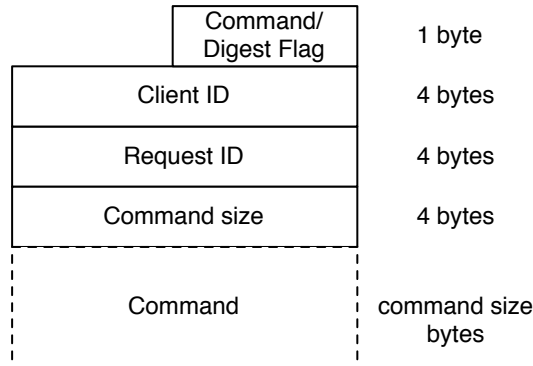 Command/
Digest Flag
1 byte
Client ID
4 bytes
Request ID
4 bytes
Command size
4 bytes
Command
command size
bytes